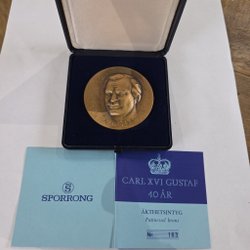 SPORRONG
CARL XVI GUSTAF
40 ÅR
ÄKTHETSINTYG
Patinerad brons
183